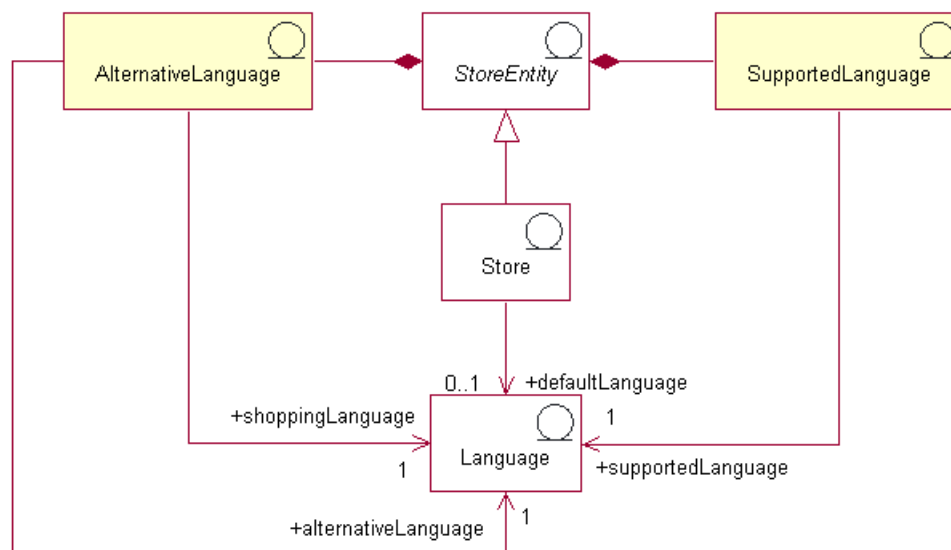 AlternativeLanguage
StoreEntity
SupportedLanguage
Store
0..1
+defaultLanguage
+shoppingLanguage
1
1
Language
+supportedLanguage
+alternativeLanguage
1